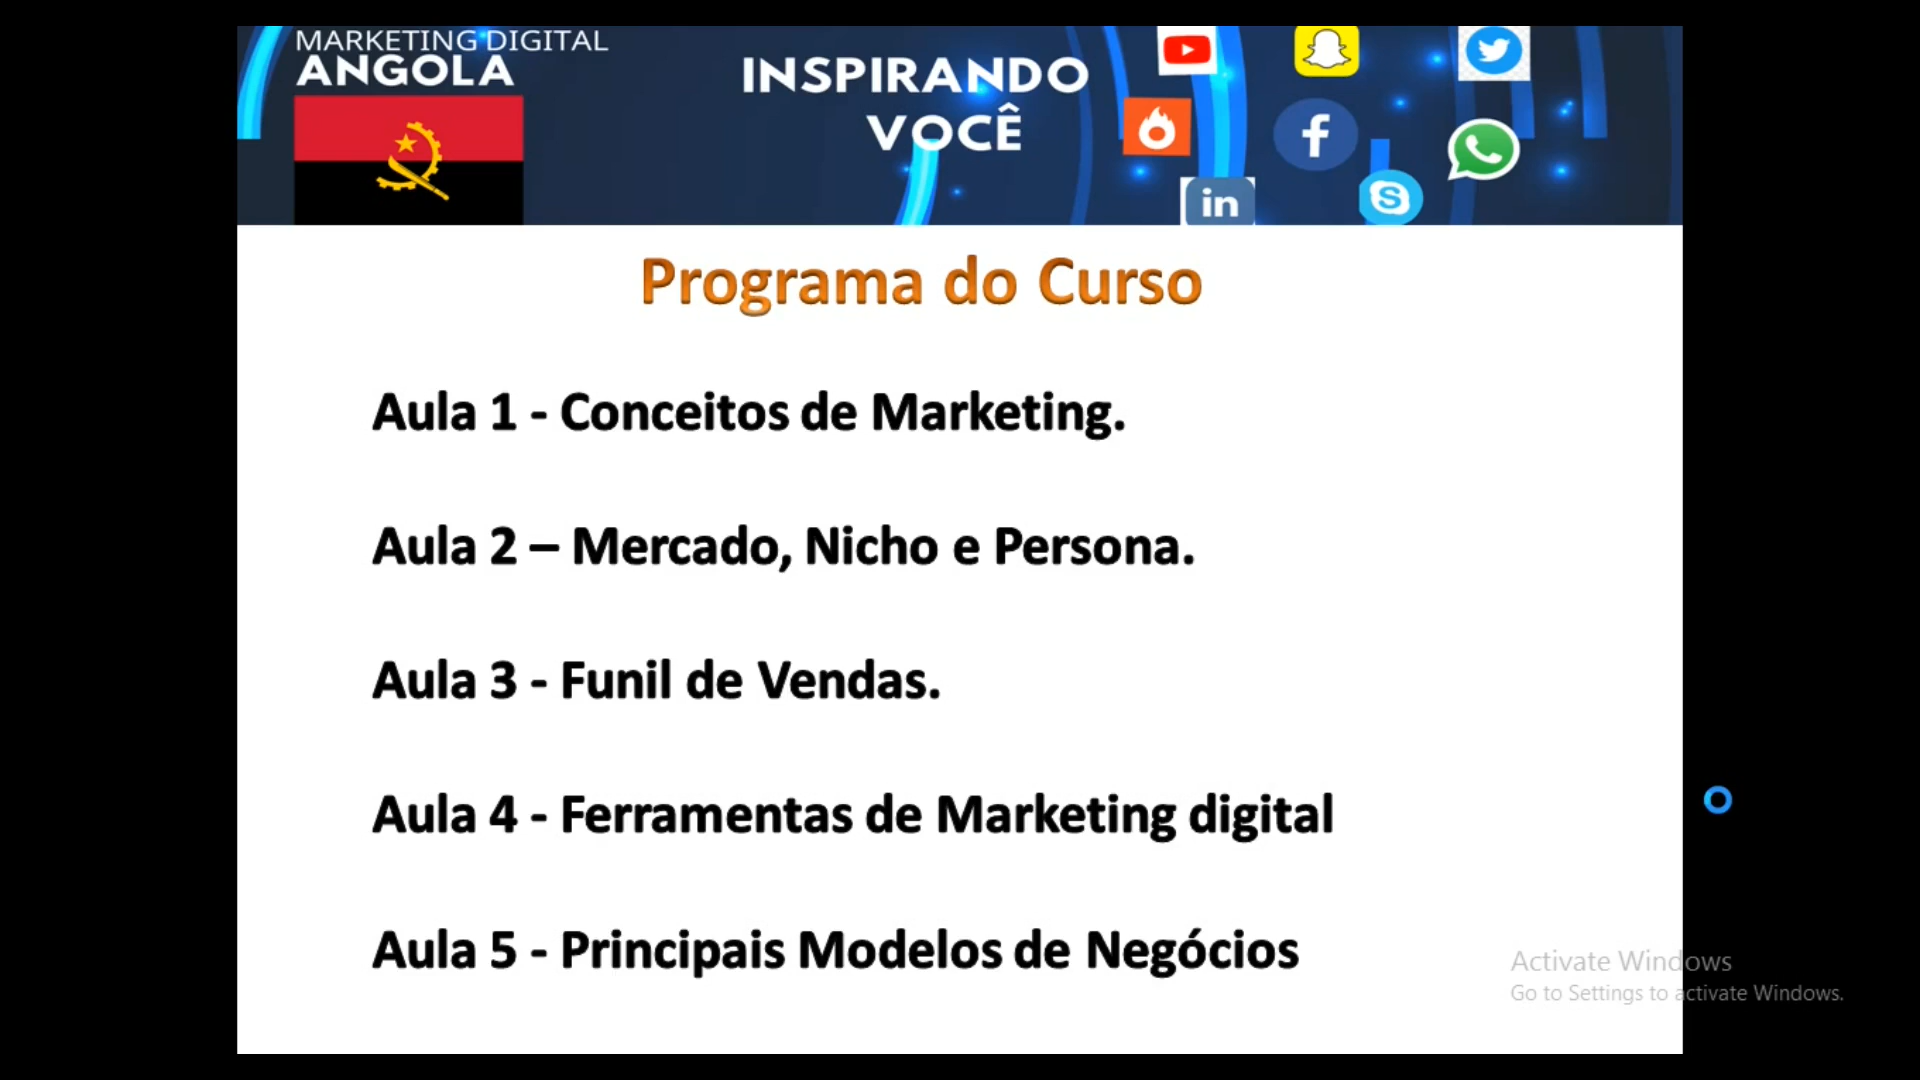 MARKETING DIGITAL
ANGOLA
INSPIRANDO
VOCÊ
in
Programa do Curso
Aula 1 - Conceitos de Marketing.
Aula 2 – Mercado, Nicho e Persona.
Aula 3 - Funil de Vendas.
Aula 4 - Ferramentas de Marketing digital
Aula 5 - Principais Modelos de Negócios
Activate Windows
Go to Settings to activate Windows.